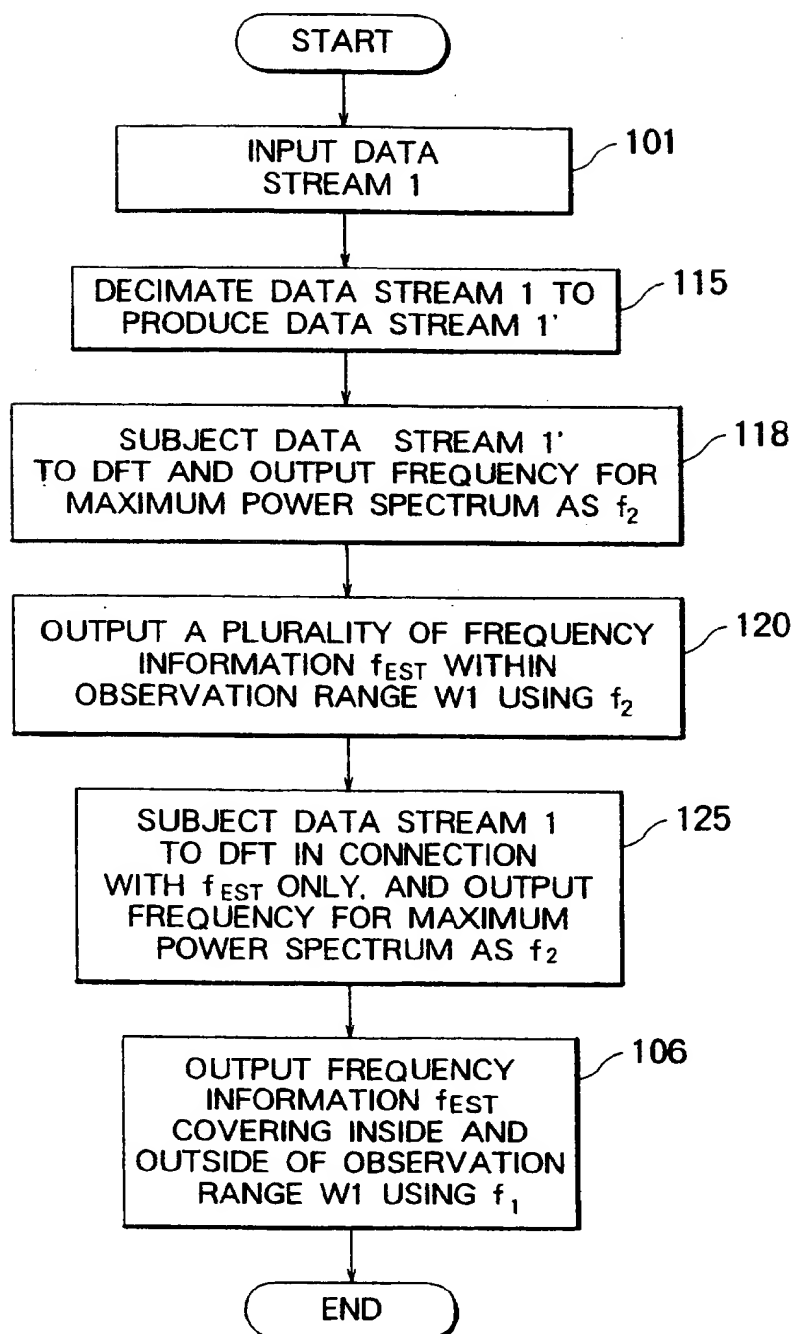 START
INPUT DATA
STREAM 1
101
DECIMATE DATA STREAM 1 TO
PRODUCE DATA STREAM 1'
115
SUBJECT DATA STREAM 1'
TO DFT AND OUTPUT FREQUENCY FOR
MAXIMUM POWER SPECTRUM AS f₂
118
OUTPUT A PLURALITY OF FREQUENCY
INFORMATION fEST WITHIN
OBSERVATION RANGE W1 USING f₂
120
SUBJECT DATA STREAM 1
TO DFT IN CONNECTION
WITH fEST ONLY, AND OUTPUT
FREQUENCY FOR MAXIMUM
POWER SPECTRUM AS f₂
125
OUTPUT FREQUENCY
INFORMATION fEST
COVERING INSIDE AND
OUTSIDE OF OBSERVATION
RANGE W1 USING f₁
106
END